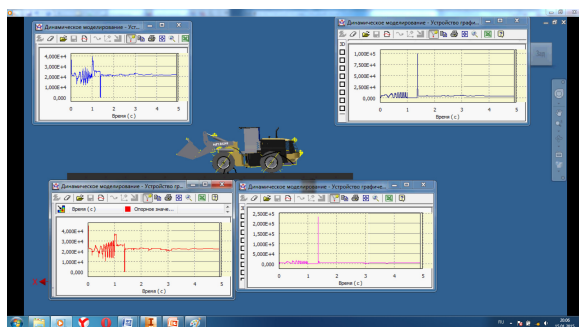 Динамическое моделирование - Уст...
4,000E+4
3,000E+4
2,000E+4
1,000E+4
0,000
0 1 2 3 4 5
Время (с)
Динамическое моделирование - Устройство графи...
1,000E+5
7,500E+4
5,000E+4
2,500E+4
0,000
0 1 2 3 4 5
Время (с)
Динамическое моделирование - Устройство гр...
Время (с) Опорное значе...
4,000E+4
3,000E+4
2,000E+4
1,000E+4
0,000
0 1 2 3 4 5
Время (с)
Динамическое моделирование - Устройство графиче...
2,500E+5
2,000E+5
1,500E+5
1,000E+5
5,000E+4
0,000
0 1 2 3 4 5
Время (с)
RU
20:06